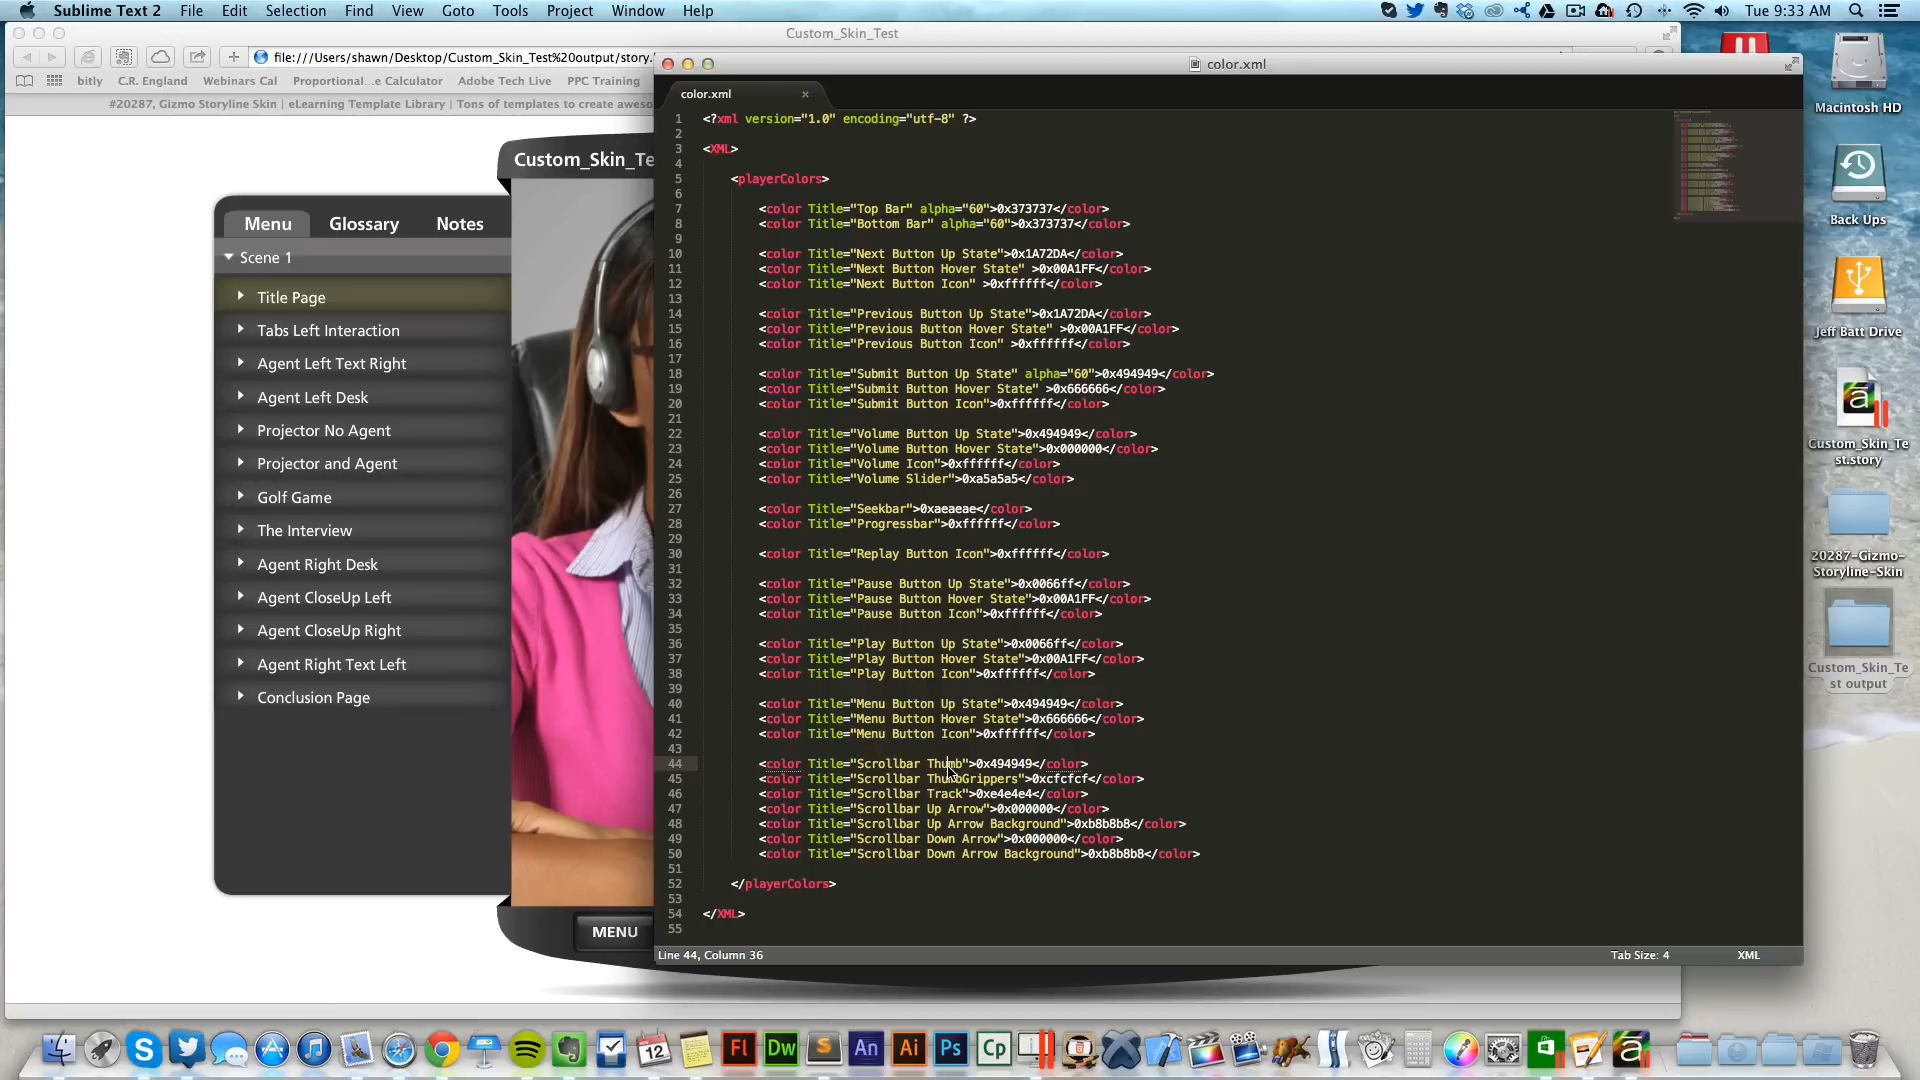 Sublime Text 2 File Edit Selection Find View Goto Tools Project Window Help Tue 9:33 AM
Custom_Skin_Test
file:///Users/shawn/Desktop/Custom_Skin_Test%20output/story.
bitly C.R. England Webinars Cal Proportional...e Calculator Adobe Tech Live PPC Training
#20287, Gizmo Storyline Skin | eLearning Template Library | Tons of templates to create aweso
Custom_Skin_Te
Menu Glossary Notes
Scene 1
Title Page
Tabs Left Interaction
Agent Left Text Right
Agent Left Desk
Projector No Agent
Projector and Agent
Golf Game
The Interview
Agent Right Desk
Agent CloseUp Left
Agent CloseUp Right
Agent Right Text Left
Conclusion Page
MENU
color.xml
color.xml ×
1 <?xml version="1.0" encoding="utf-8" ?>
2
3 <XML>
4
5 <playerColors>
6
7 <color Title="Top Bar" alpha="60">0x373737</color>
8 <color Title="Bottom Bar" alpha="60">0x373737</color>
9
10 <color Title="Next Button Up State">0x1A72DA</color>
11 <color Title="Next Button Hover State" >0x00A1FF</color>
12 <color Title="Next Button Icon" >0xffffff</color>
13
14 <color Title="Previous Button Up State">0x1A72DA</color>
15 <color Title="Previous Button Hover State" >0x00A1FF</color>
16 <color Title="Previous Button Icon" >0xffffff</color>
17
18 <color Title="Submit Button Up State" alpha="60">0x494949</color>
19 <color Title="Submit Button Hover State" >0x666666</color>
20 <color Title="Submit Button Icon">0xffffff</color>
21
22 <color Title="Volume Button Up State">0x494949</color>
23 <color Title="Volume Button Hover State">0x000000</color>
24 <color Title="Volume Icon">0xffffff</color>
25 <color Title="Volume Slider">0xa5a5a5</color>
26
27 <color Title="Seekbar">0xaeaeae</color>
28 <color Title="Progressbar">0xffffff</color>
29
30 <color Title="Replay Button Icon">0xffffff</color>
31
32 <color Title="Pause Button Up State">0x0066ff</color>
33 <color Title="Pause Button Hover State">0x00A1FF</color>
34 <color Title="Pause Button Icon">0xffffff</color>
35
36 <color Title="Play Button Up State">0x0066ff</color>
37 <color Title="Play Button Hover State">0x00A1FF</color>
38 <color Title="Play Button Icon">0xffffff</color>
39
40 <color Title="Menu Button Up State">0x494949</color>
41 <color Title="Menu Button Hover State">0x666666</color>
42 <color Title="Menu Button Icon">0xffffff</color>
43
44 <color Title="Scrollbar Thumb">0x494949</color>
45 <color Title="Scrollbar ThumbGrippers">0xcfcfcf</color>
46 <color Title="Scrollbar Track">0xe4e4e4</color>
47 <color Title="Scrollbar Up Arrow">0x000000</color>
48 <color Title="Scrollbar Up Arrow Background">0xb8b8b8</color>
49 <color Title="Scrollbar Down Arrow">0x000000</color>
50 <color Title="Scrollbar Down Arrow Background">0xb8b8b8</color>
51
52 </playerColors>
53
54 </XML>
55
Line 44, Column 36 Tab Size: 4 XML
Macintosh HD
Back Ups
Jeff Batt Drive
Custom_Skin_Te
st.story
20287-Gizmo-
Storyline-Skin
Custom_Skin_Te
st output
12 Fl Dw S An Ai Ps Cp